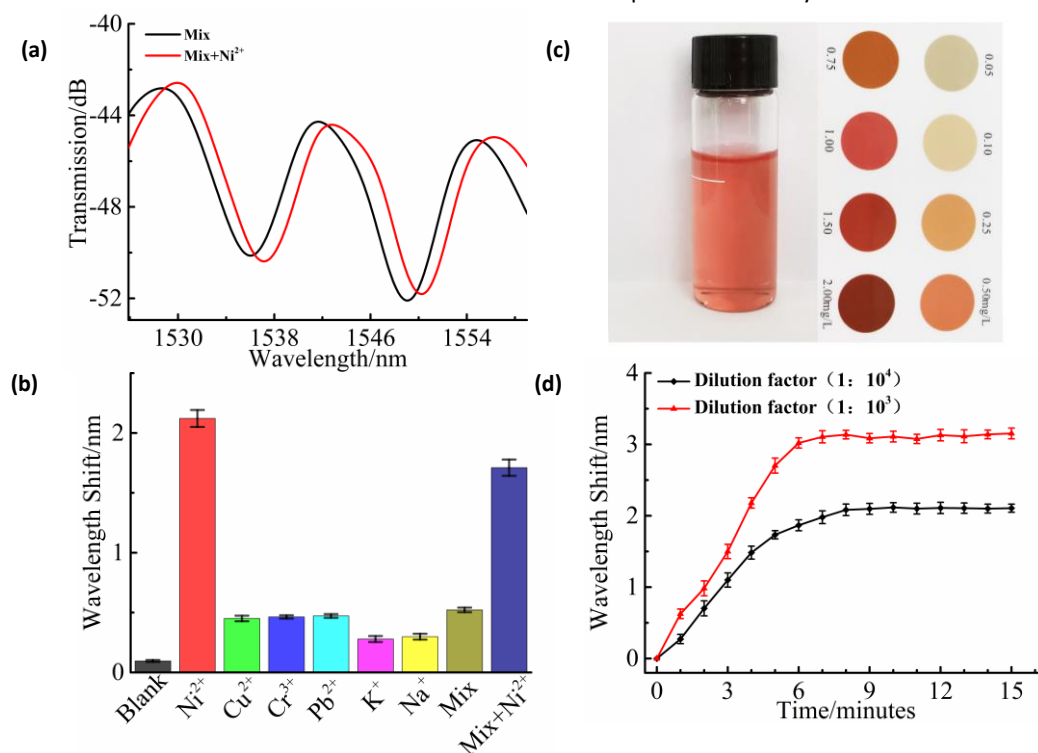 (a)
-40
-44
-48
-52
Transmission/dB
Mix
Mix+Ni²⁺
1530
1538
1546
1554
Wavelength/nm
(c)
0.75
0.05
1.00
0.10
1.50
0.25
2.00mg/L
0.50mg/L
(b)
2
1
0
Wavelength Shift/nm
Blank
Ni²⁺
Cu²⁺
Cr³⁺
Pb²⁺
K⁺
Na⁺
Mix
Mix+Ni²⁺
(d)
4
3
2
1
0
Wavelength Shift/nm
Dilution factor（1：10⁴）
Dilution factor（1：10³）
0
3
6
9
12
15
Time/minutes